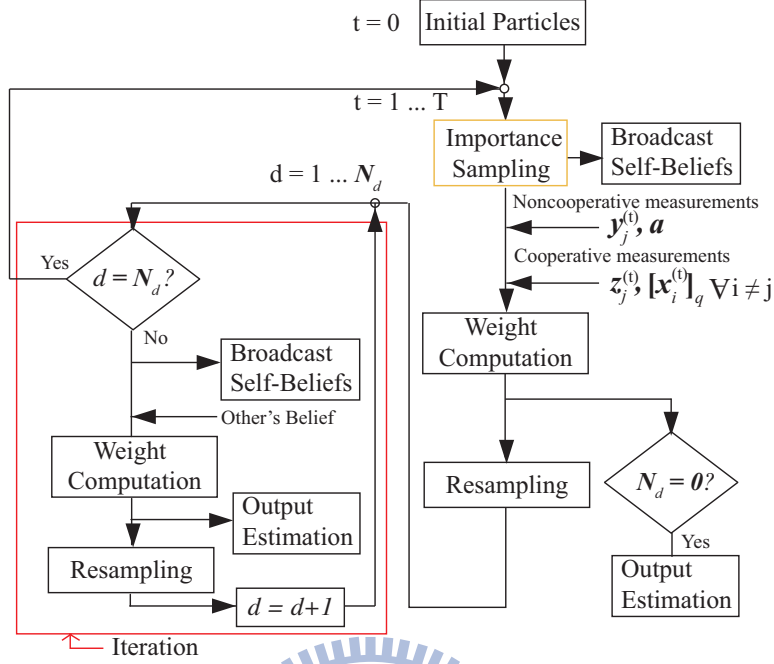 t = 0
Initial Particles
t = 1 ... T
Importance
Sampling
Broadcast
Self-Beliefs
d = 1 ... N_d
Noncooperative measurements
y_j^(t), a
Cooperative measurements
z_j^(t), [x_i^(t)]_q ∀i ≠ j
Yes
d = N_d ?
No
Weight
Computation
Broadcast
Self-Beliefs
Other's Belief
Weight
Computation
Resampling
N_d = 0?
Output
Estimation
Yes
Resampling
d = d+1
Output
Estimation
Iteration